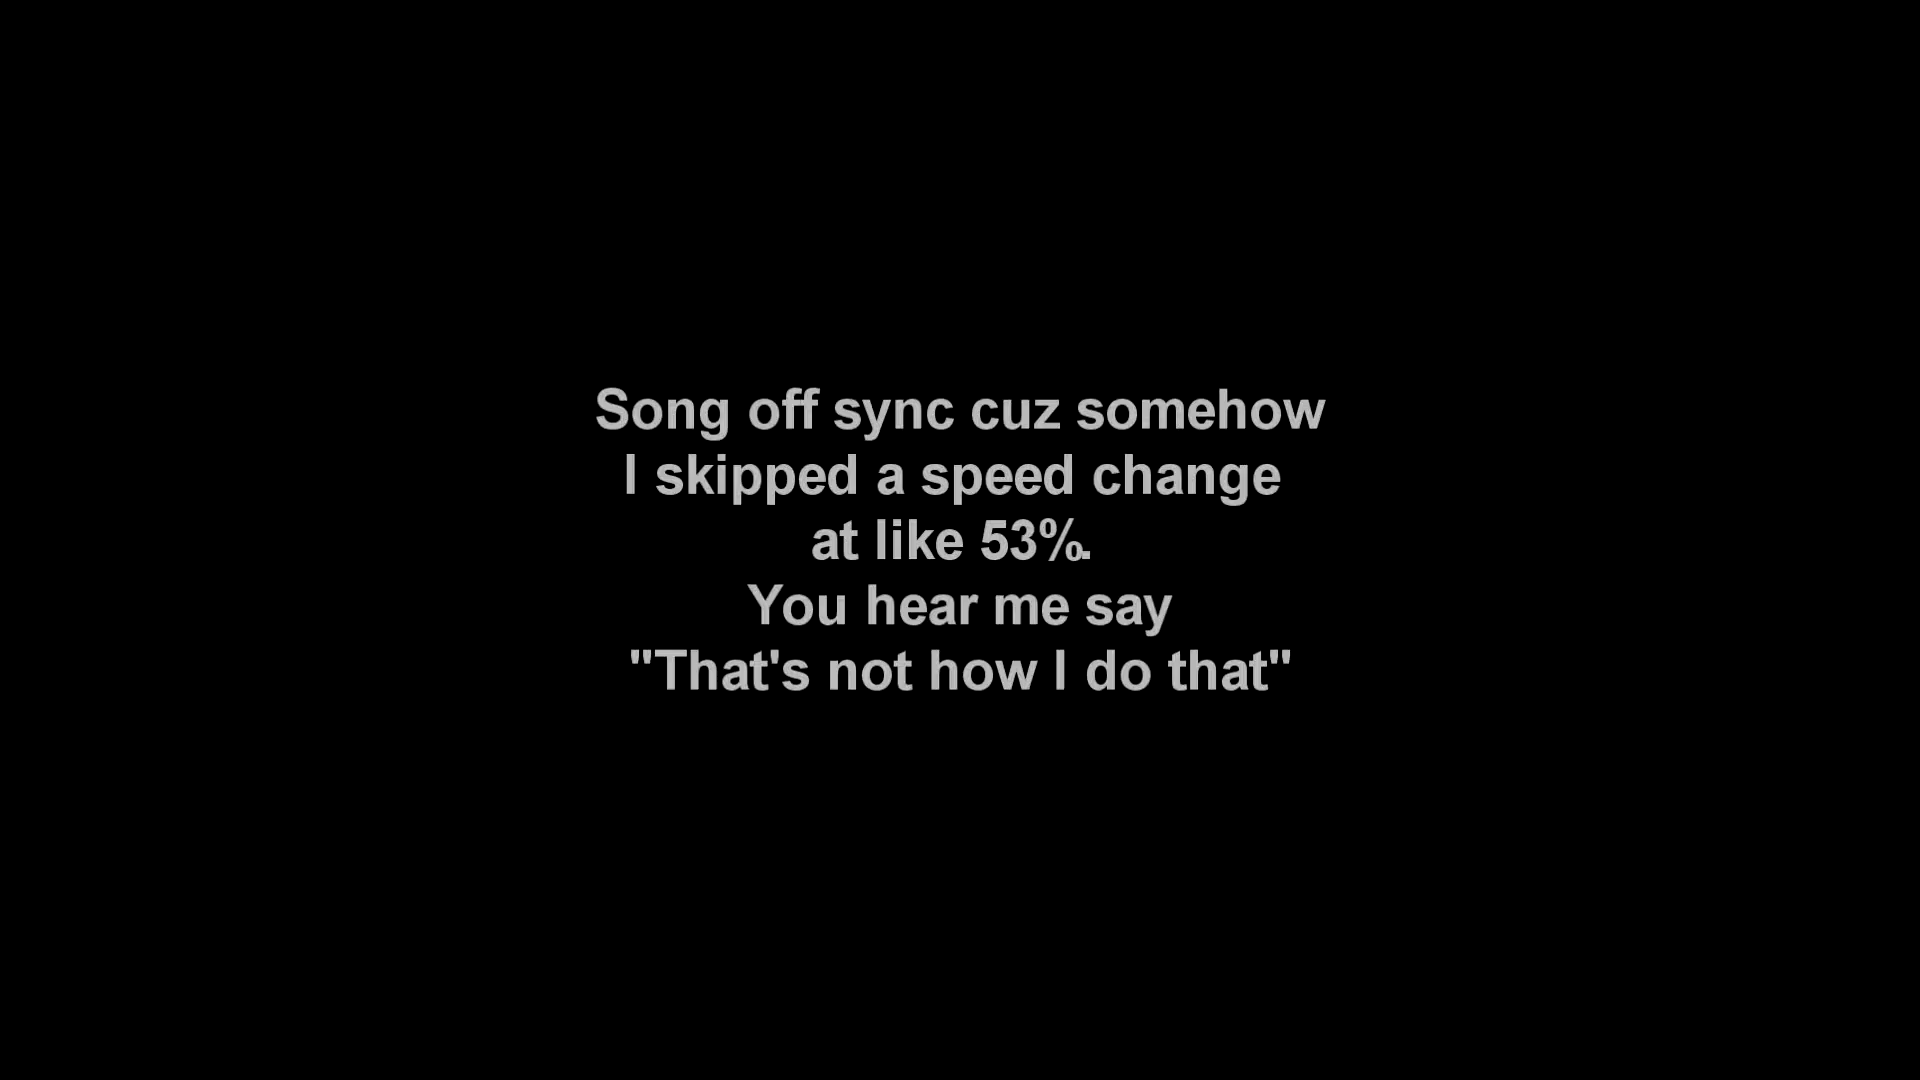 Song off sync cuz somehow
I skipped a speed change
at like 53%.
You hear me say
"That's not how I do that"